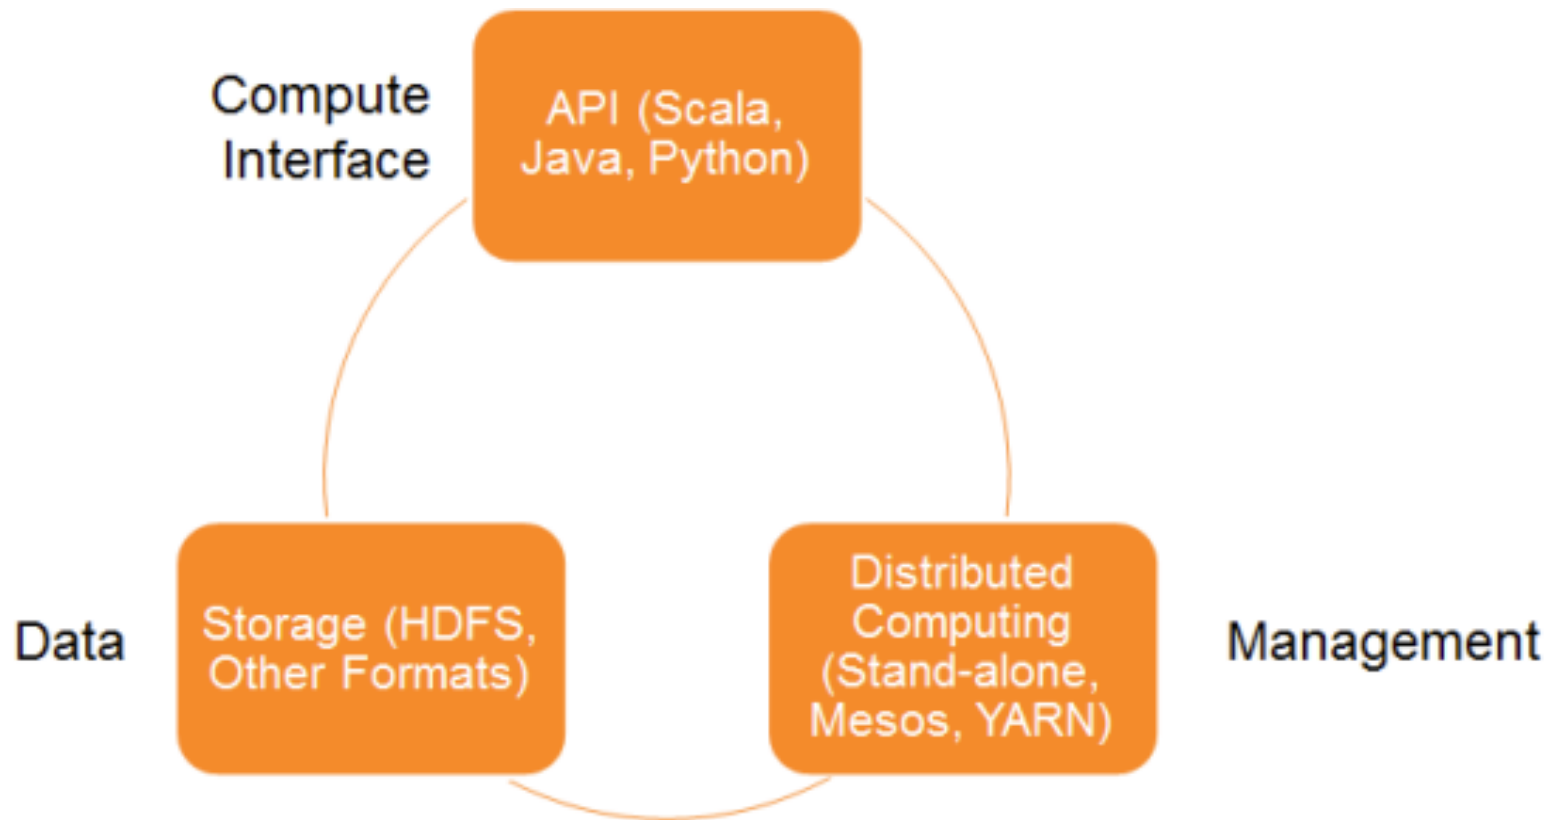 Compute
Interface
API (Scala,
Java, Python)
Data
Storage (HDFS,
Other Formats)
Distributed
Computing
(Stand-alone,
Mesos, YARN)
Management